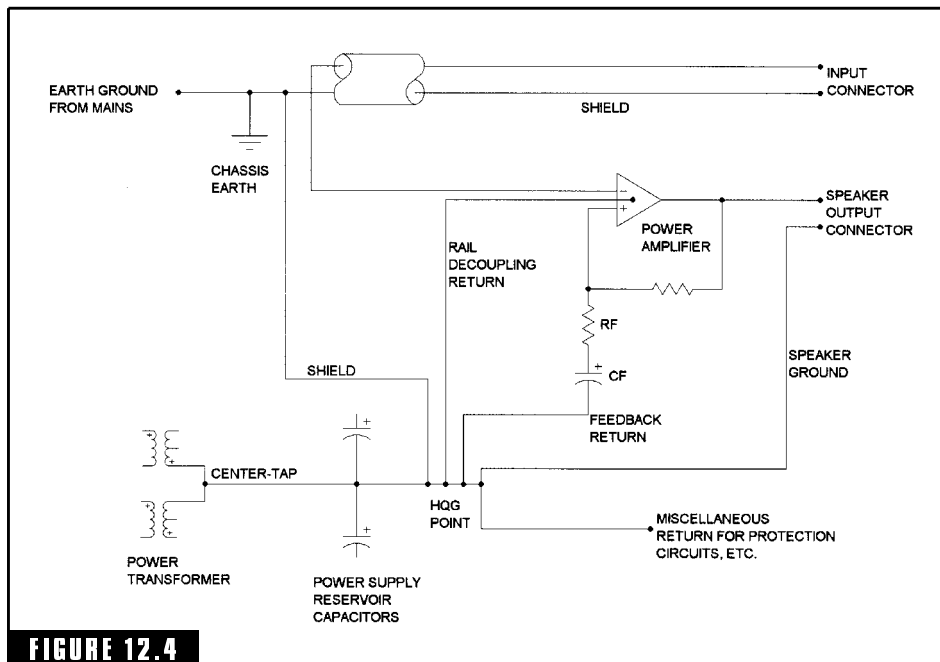 EARTH GROUND
FROM MAINS
INPUT
CONNECTOR
SHIELD
CHASSIS
EARTH
−
+
POWER
AMPLIFIER
SPEAKER
OUTPUT
CONNECTOR
RAIL
DECOUPLING
RETURN
RF
+
CF
SPEAKER
GROUND
SHIELD
FEEDBACK
RETURN
+
+
+
CENTER-TAP
HQG
POINT
+
+
+
MISCELLANEOUS
RETURN FOR PROTECTION
CIRCUITS, ETC.
POWER
TRANSFORMER
POWER SUPPLY
RESERVOIR
CAPACITORS
FIGURE 12.4